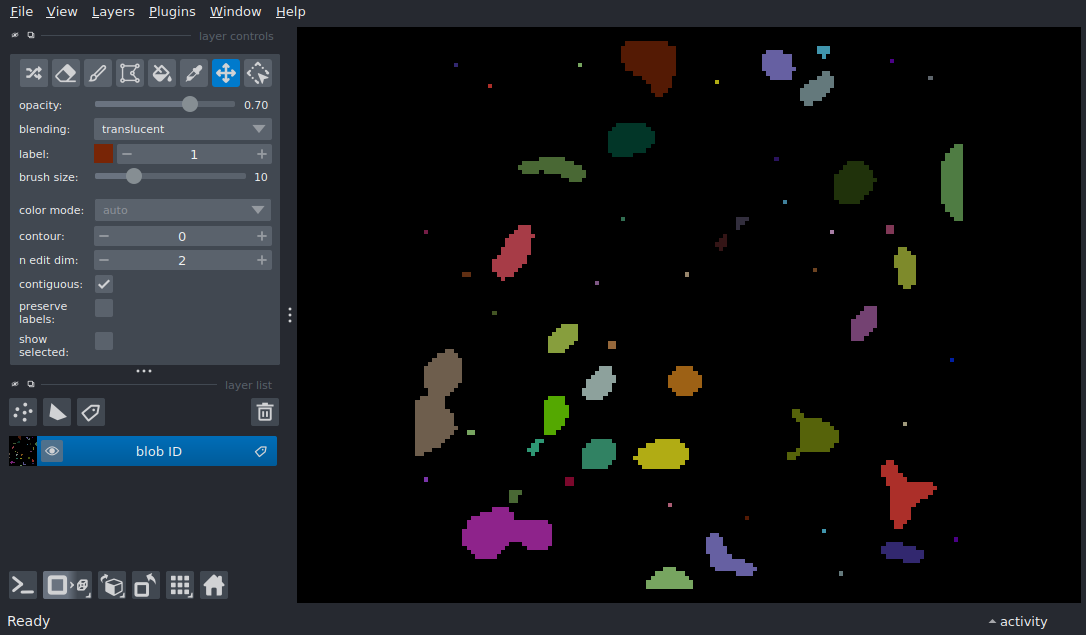 File View Layers Plugins Window Help
layer controls
opacity: 0.70
blending: translucent
label: 1
brush size: 10
color mode: auto
contour: 0
n edit dim: 2
contiguous:
preserve
labels:
show
selected:
layer list
blob ID
Ready
activity